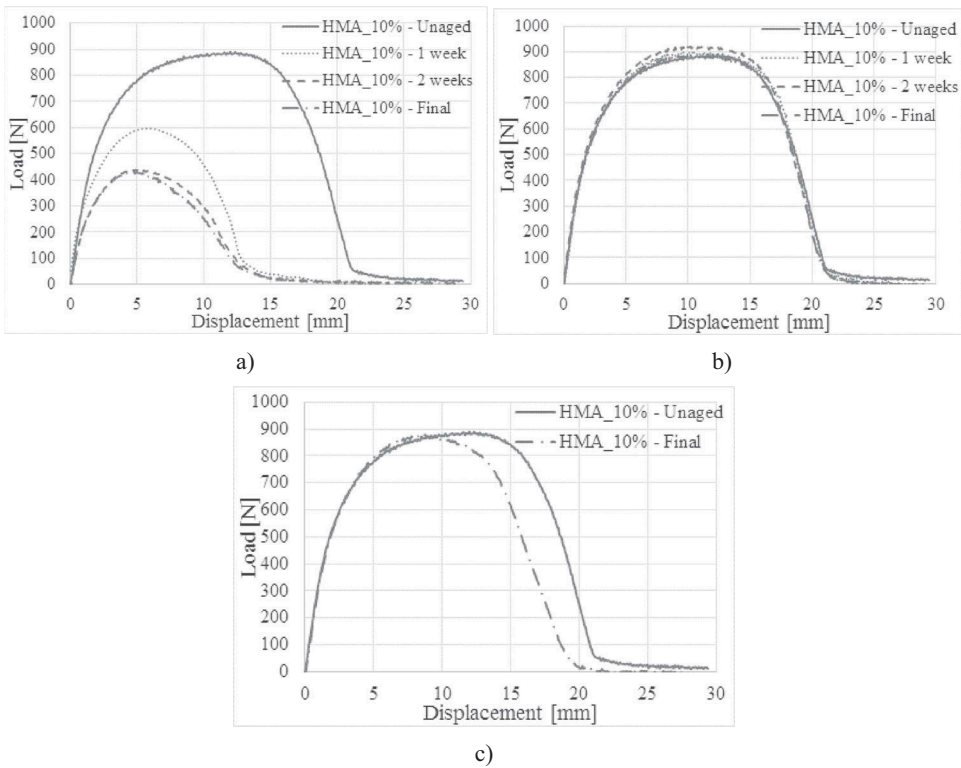 1000
900
800
700
600
500
400
300
200
100
0
Load [N]
HMA_10% - Unaged
HMA_10% - 1 week
HMA_10% - 2 weeks
HMA_10% - Final
0 5 10 15 20 25 30
Displacement [mm]
a)
1000
900
800
700
600
500
400
300
200
100
0
Load [N]
HMA_10% - Unaged
HMA_10% - 1 week
HMA_10% - 2 weeks
HMA_10% - Final
0 5 10 15 20 25 30
Displacement [mm]
b)
1000
900
800
700
600
500
400
300
200
100
0
Load [N]
HMA_10% - Unaged
HMA_10% - Final
0 5 10 15 20 25 30
Displacement [mm]
c)